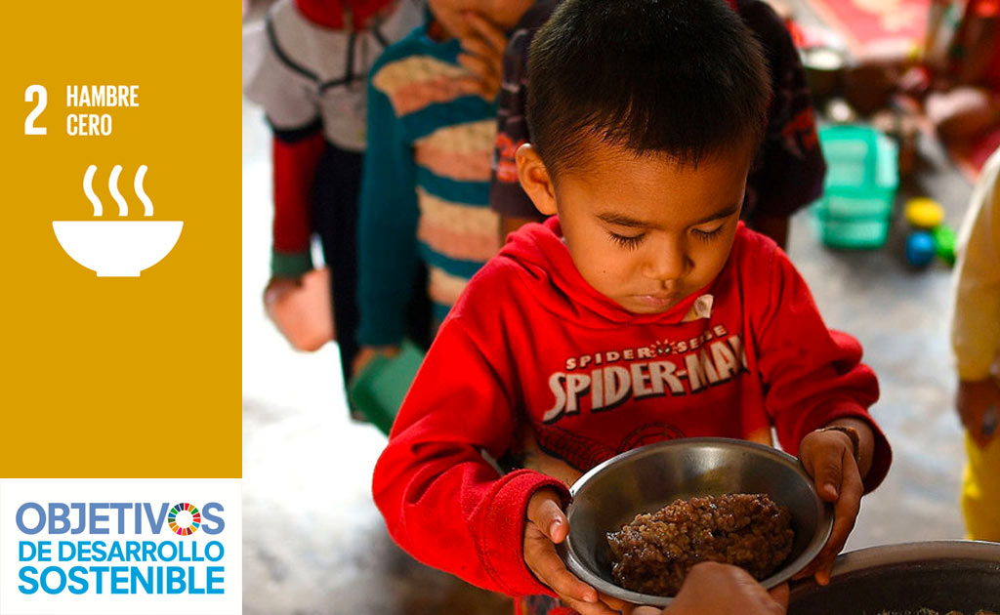 2 HAMBRE
CERO
OBJETIVOS
DE DESARROLLO
SOSTENIBLE
SPIDER SENSE
SPIDER-MAN